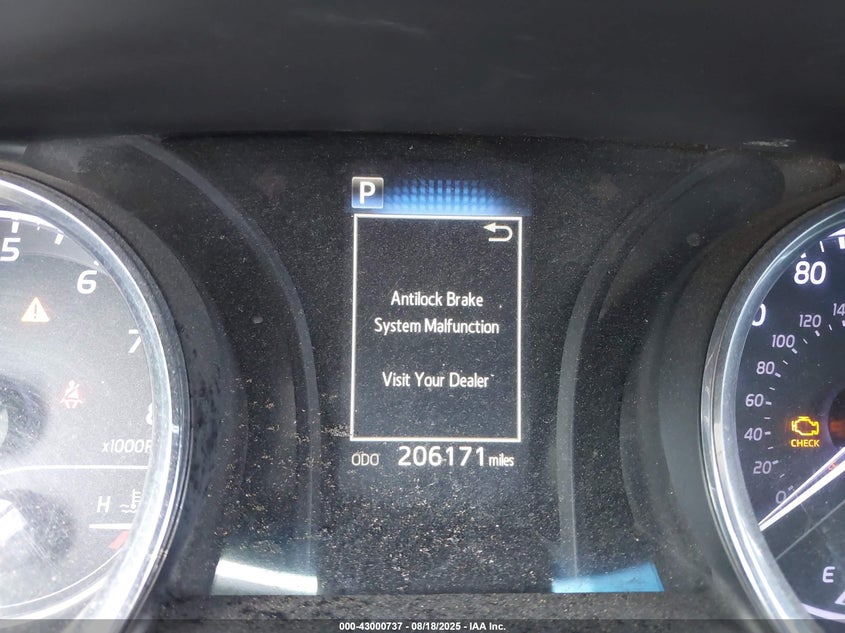 P
Antilock Brake
System Malfunction
Visit Your Dealer
ODO 206171 miles
5
6
7
8
H
80
120
100
80
60
40
20
0
CHECK
E
000-43000737 - 08/18/2025 - IAA Inc.